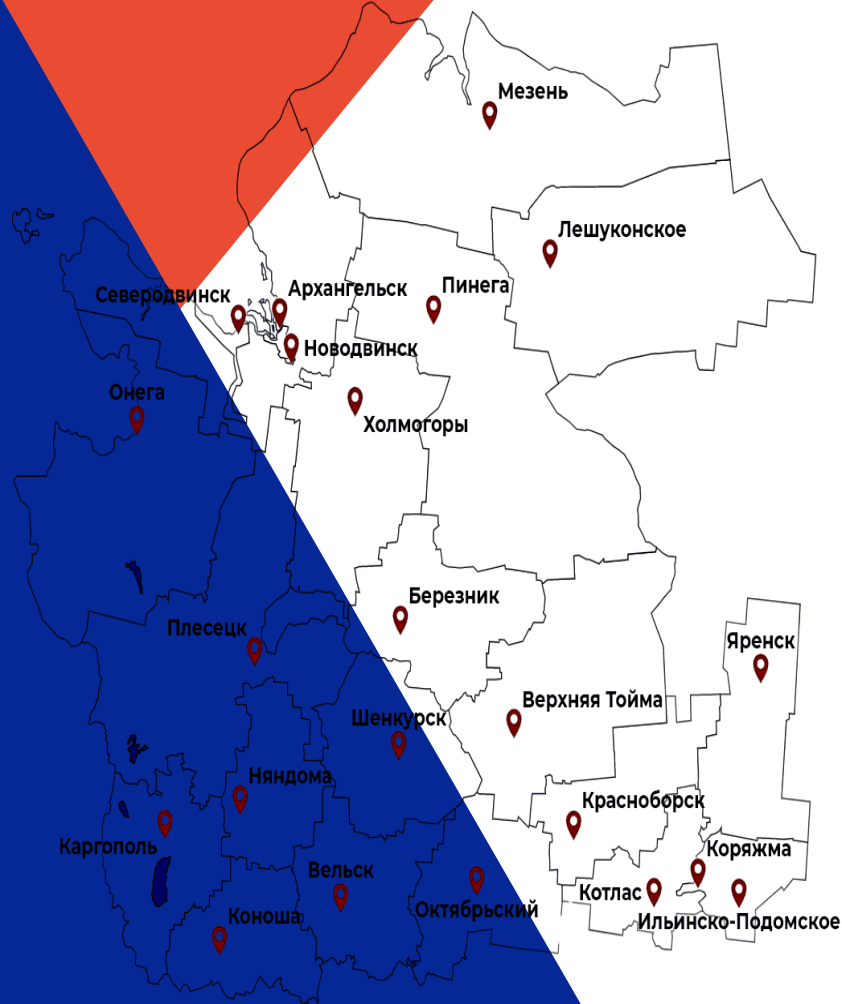 Мезень
Лешуконское
Пинега
Архангельск
Северодвинск
Новодвинск
Онега
Холмогоры
Березник
Плесецк
Яренск
Верхняя Тойма
Шенкурск
Няндома
Красноборск
Каргополь
Коряжма
Вельск
Котлас
Октябрьский
Коноша
Ильинско-Подомское